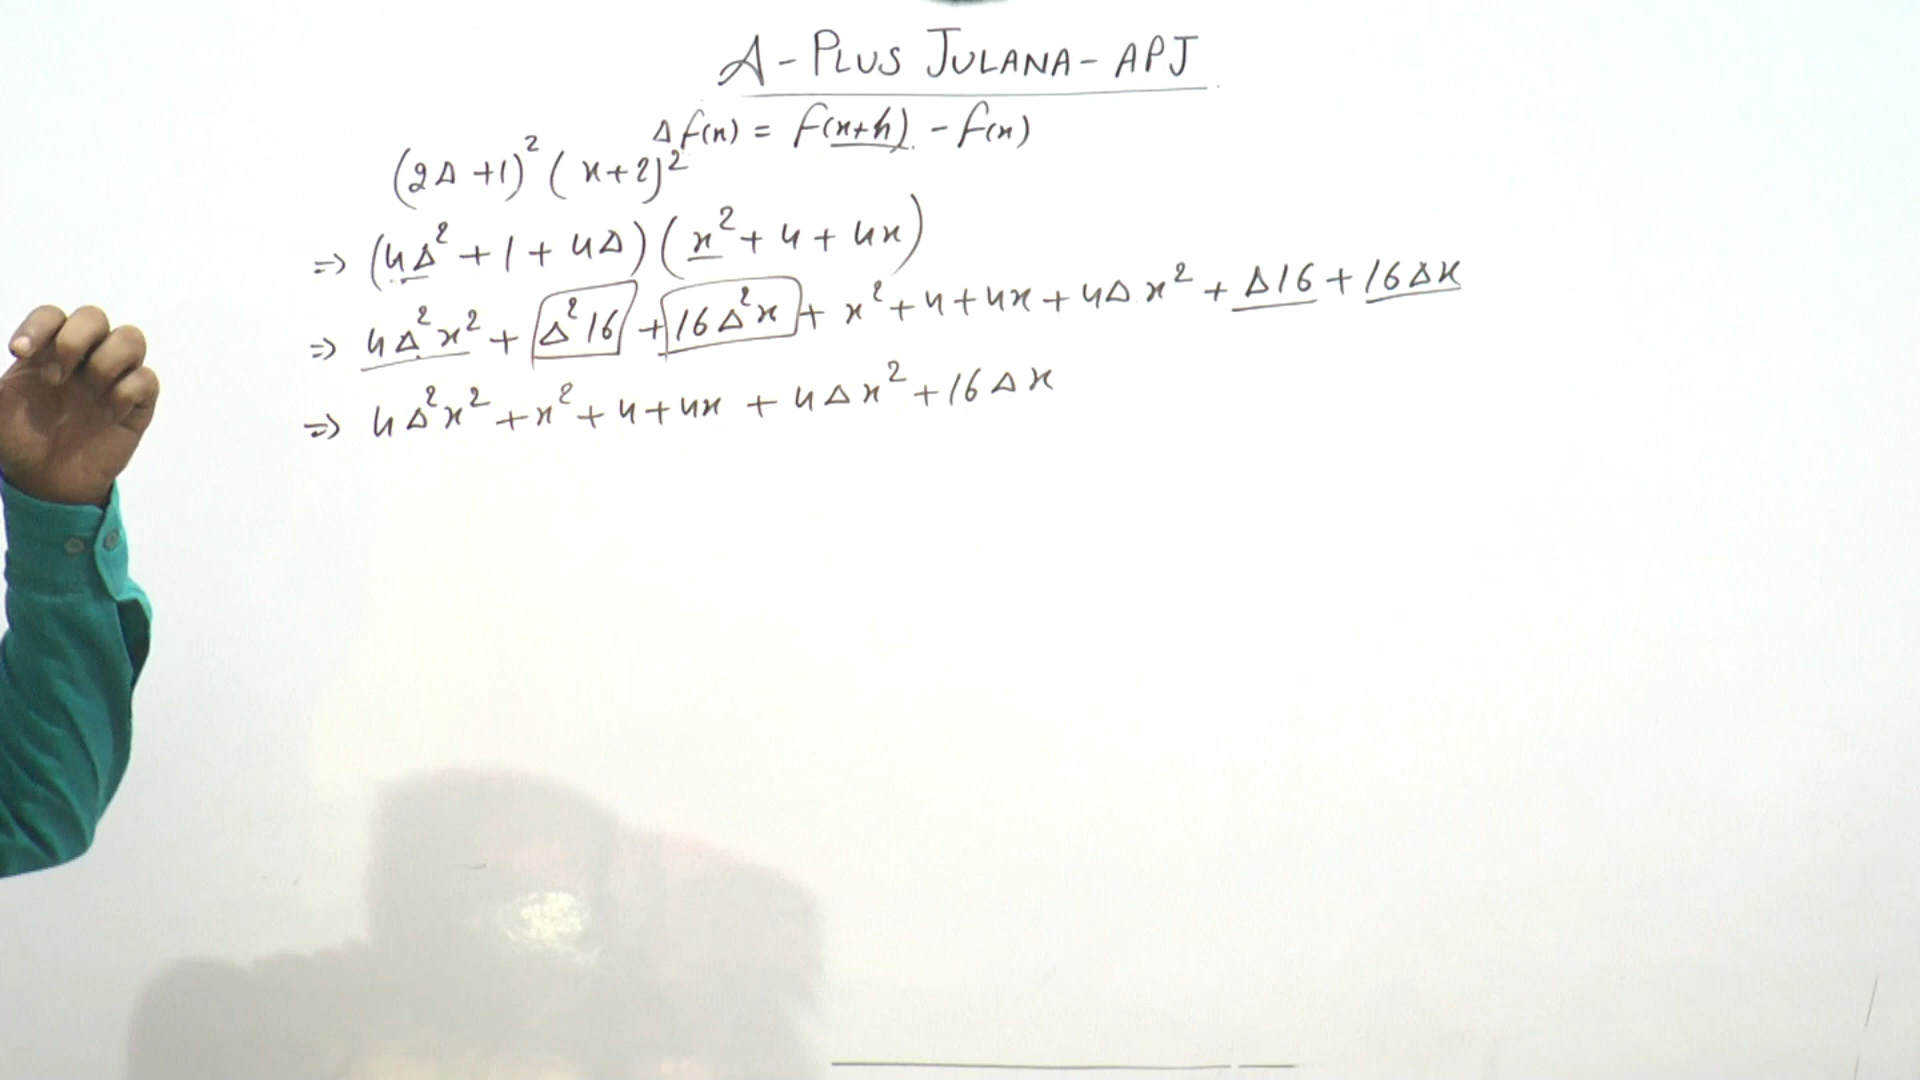 A - PLUS JULANA - APJ
Δf(x) = f(x+h) - f(x)
(2Δ +1)² (x+2)²
⇒ (4Δ² + 1 + 4Δ) (x² + 4 + 4x)
⇒ 4Δ²x² + Δ²16 + 16Δ²x + x² + 4 + 4x + 4Δx² + Δ16 + 16Δx
⇒ 4Δ²x² + x² + 4 + 4x + 4Δx² + 16Δx